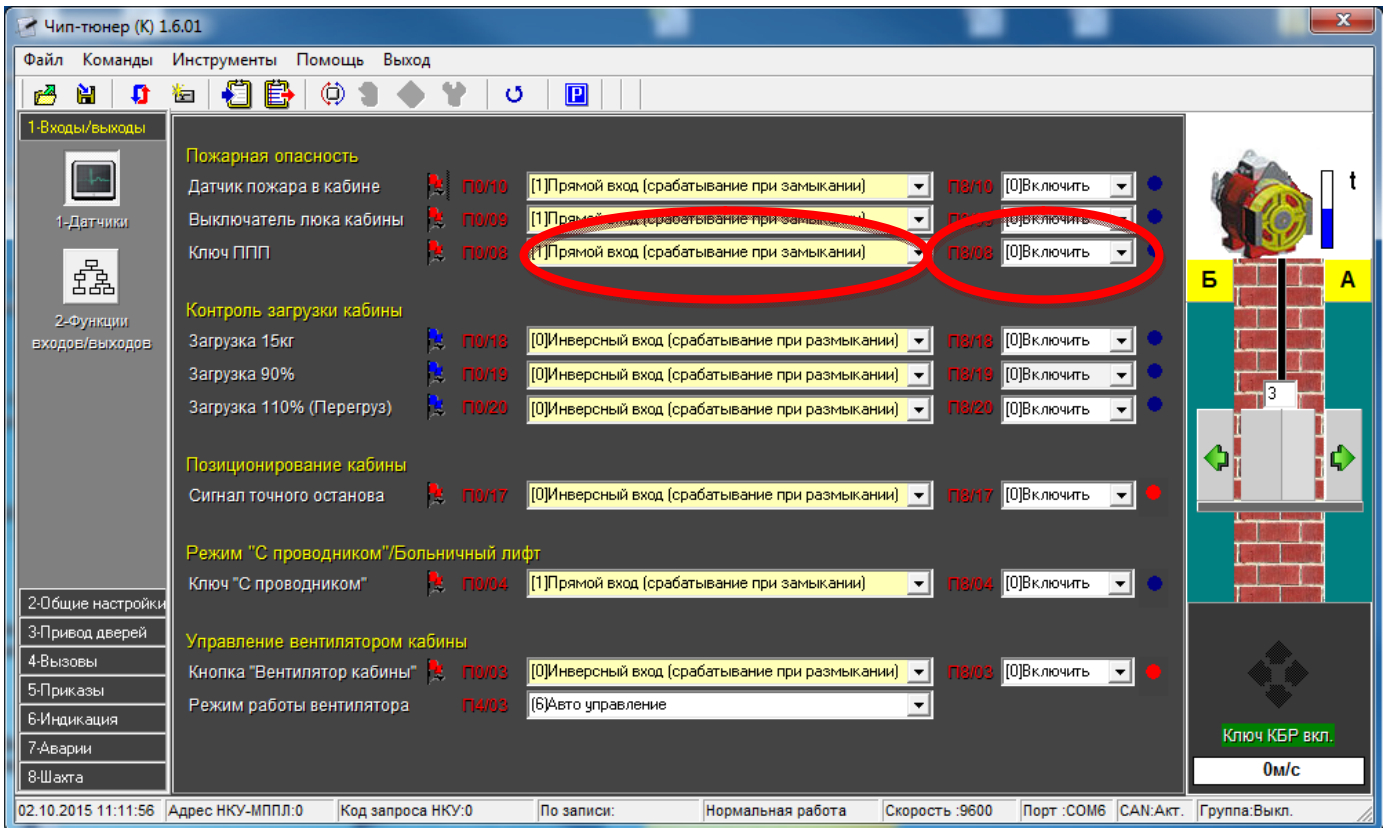 Чип-тюнер (К) 1.6.01
Файл Команды Инструменты Помощь Выход
P
1-Входы/выходы
1-Датчики
2-Функции
входов/выходов
2-Общие настройки
3-Привод дверей
4-Вызовы
5-Приказы
6-Индикация
7-Аварии
8-Шахта
Пожарная опасность
Датчик пожара в кабине П0/10 [1]Прямой вход (срабатывание при замыкании) П8/10 [0]Включить
Выключатель люка кабины П0/09 [1]Прямой вход (срабатывание при замыкании) П8/09 [0]Включить
Ключ ППП П0/08 [1]Прямой вход (срабатывание при замыкании) П8/08 [0]Включить
Контроль загрузки кабины
Загрузка 15кг П0/18 [0]Инверсный вход (срабатывание при размыкании) П8/18 [0]Включить
Загрузка 90% П0/19 [0]Инверсный вход (срабатывание при размыкании) П8/19 [0]Включить
Загрузка 110% (Перегруз) П0/20 [0]Инверсный вход (срабатывание при размыкании) П8/20 [0]Включить
Позиционирование кабины
Сигнал точного останова П0/17 [0]Инверсный вход (срабатывание при размыкании) П8/17 [0]Включить
Режим "С проводником"/Больничный лифт
Ключ "С проводником" П0/04 [1]Прямой вход (срабатывание при замыкании) П8/04 [0]Включить
Управление вентилятором кабины
Кнопка "Вентилятор кабины" П0/03 [0]Инверсный вход (срабатывание при размыкании) П8/03 [0]Включить
Режим работы вентилятора П4/03 (6)Авто управление
t
Б А
3
Ключ КБР вкл.
0м/с
02.10.2015 11:11:56 Адрес НКУ-МППЛ:0 Код запроса НКУ:0 По записи: Нормальная работа Скорость :9600 Порт :COM6 CAN:Акт. Группа:Выкл.